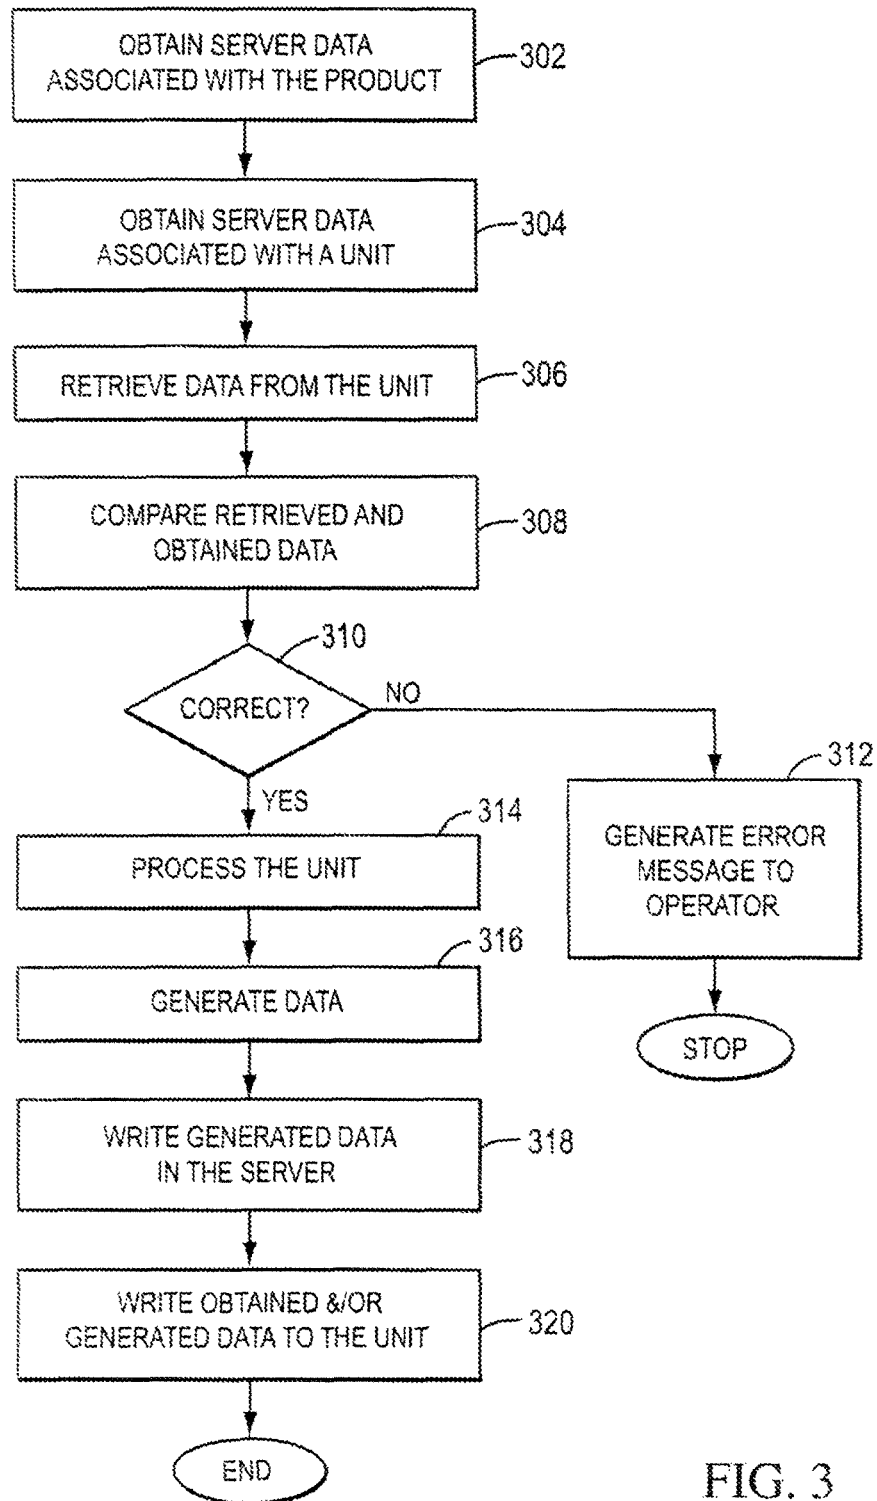 OBTAIN SERVER DATA
ASSOCIATED WITH THE PRODUCT
302
OBTAIN SERVER DATA
ASSOCIATED WITH A UNIT
304
RETRIEVE DATA FROM THE UNIT
306
COMPARE RETRIEVED AND
OBTAINED DATA
308
310
CORRECT?
NO
YES
312
GENERATE ERROR
MESSAGE TO
OPERATOR
STOP
314
PROCESS THE UNIT
316
GENERATE DATA
WRITE GENERATED DATA
IN THE SERVER
318
WRITE OBTAINED &/OR
GENERATED DATA TO THE UNIT
320
END
FIG. 3